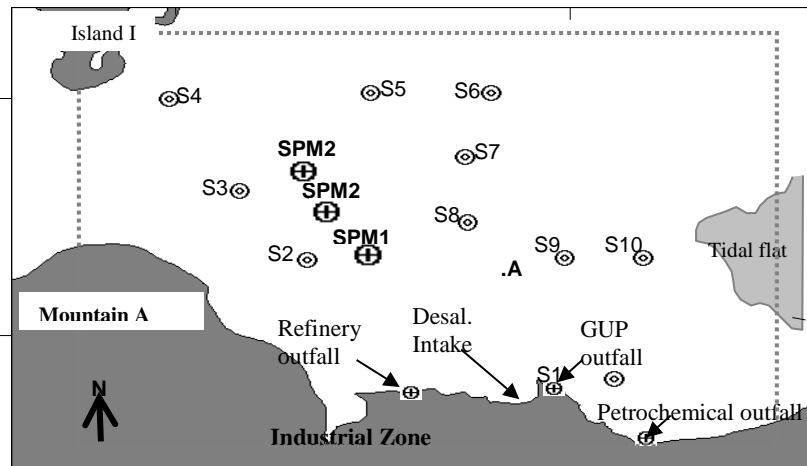 Island I
S4
S5
S6
SPM2
S7
S3
SPM2
S8
SPM1
S2
S9
S10
.A
Tidal flat
Mountain A
Refinery
outfall
Desal.
Intake
GUP
outfall
S1
N
Petrochemical outfall
Industrial Zone